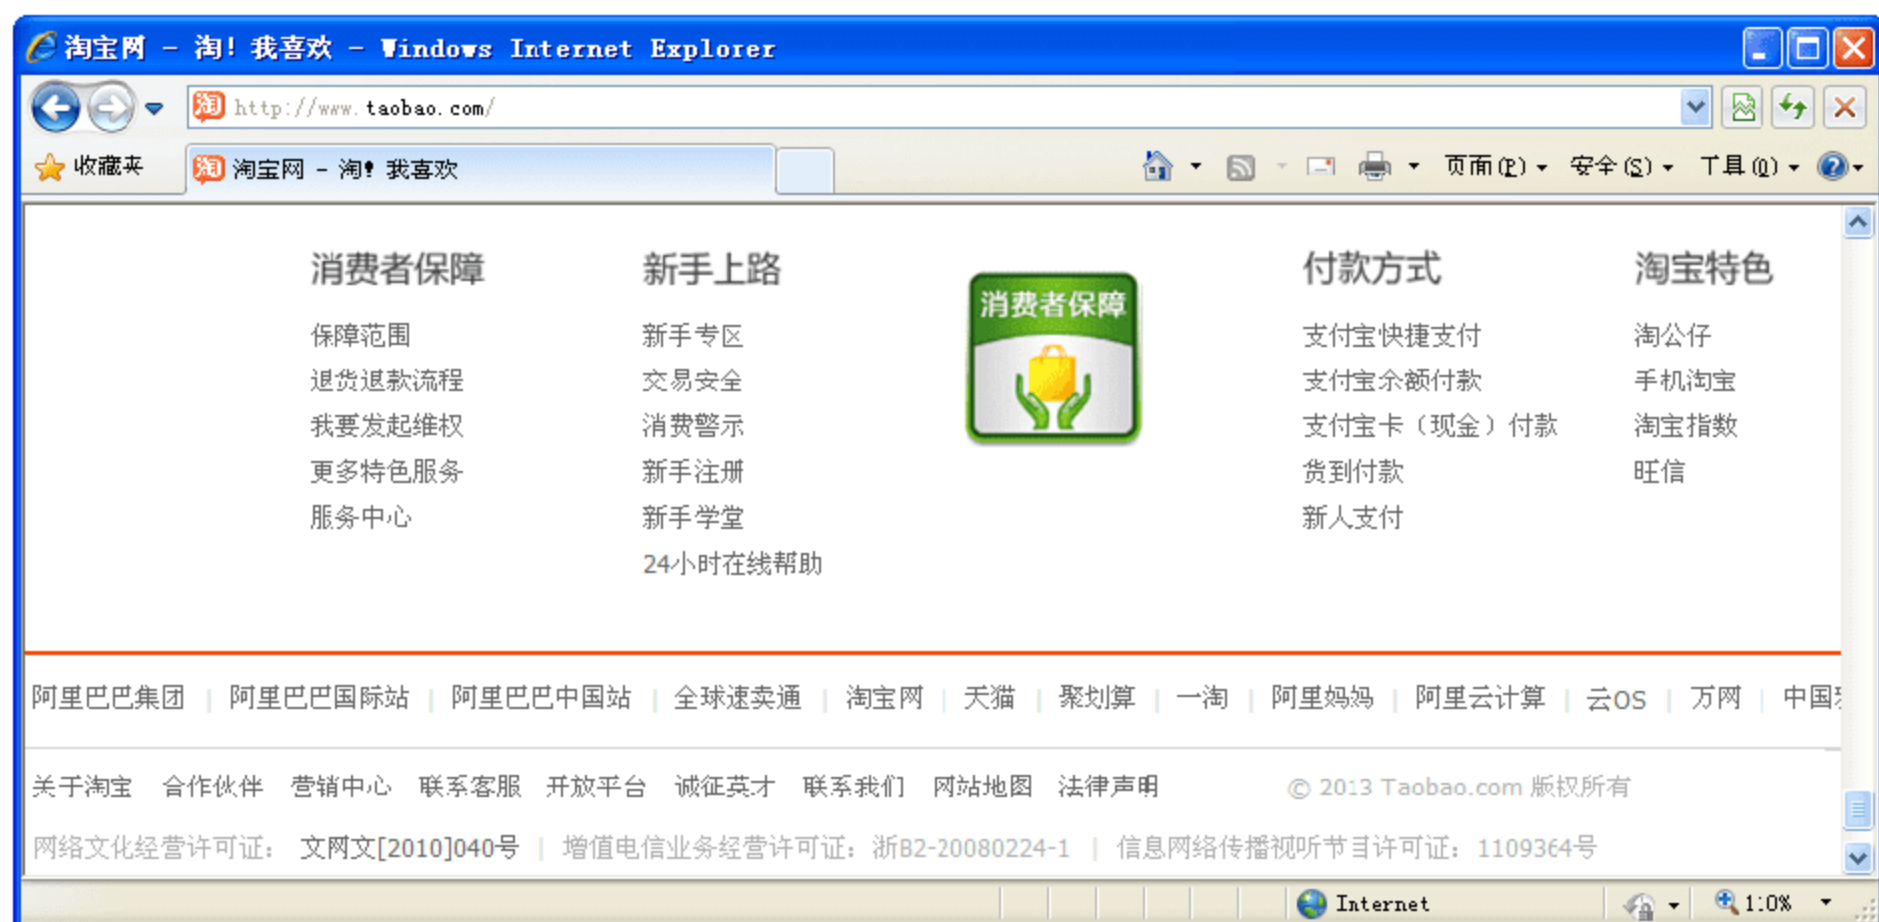 淘宝网 - 淘! 我喜欢 - Windows Internet Explorer
淘 http://www.taobao.com/
收藏夹 淘 淘宝网 - 淘! 我喜欢 页面(P) 安全(S) 工具(O)
消费者保障 新手上路 付款方式 淘宝特色
消费者保障
保障范围 新手专区 支付宝快捷支付 淘公仔
退货退款流程 交易安全 支付宝余额付款 手机淘宝
我要发起维权 消费警示 支付宝卡（现金）付款 淘宝指数
更多特色服务 新手注册 货到付款 旺信
服务中心 新手学堂 新人支付
24小时在线帮助
阿里巴巴集团 | 阿里巴巴国际站 | 阿里巴巴中国站 | 全球速卖通 | 淘宝网 | 天猫 | 聚划算 | 一淘 | 阿里妈妈 | 阿里云计算 | 云OS | 万网 | 中国
关于淘宝 合作伙伴 营销中心 联系客服 开放平台 诚征英才 联系我们 网站地图 法律声明 © 2013 Taobao.com 版权所有
网络文化经营许可证： 文网文[2010]040号 | 增值电信业务经营许可证：浙B2-20080224-1 | 信息网络传播视听节目许可证：1109364号
Internet